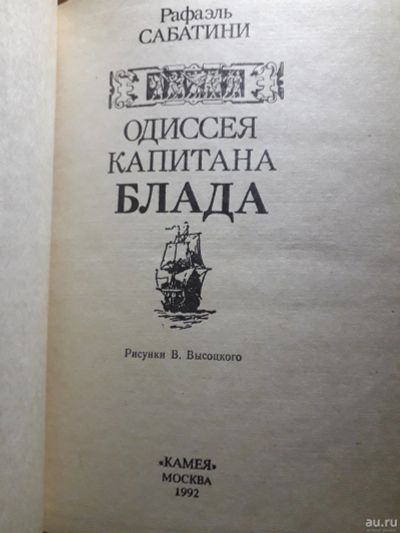 Рафаэль
САБАТИНИ
ОДИССЕЯ
КАПИТАНА
БЛАДА
Рисунки В. Высоцкого
«КАМЕЯ»
МОСКВА
1992
au.ru